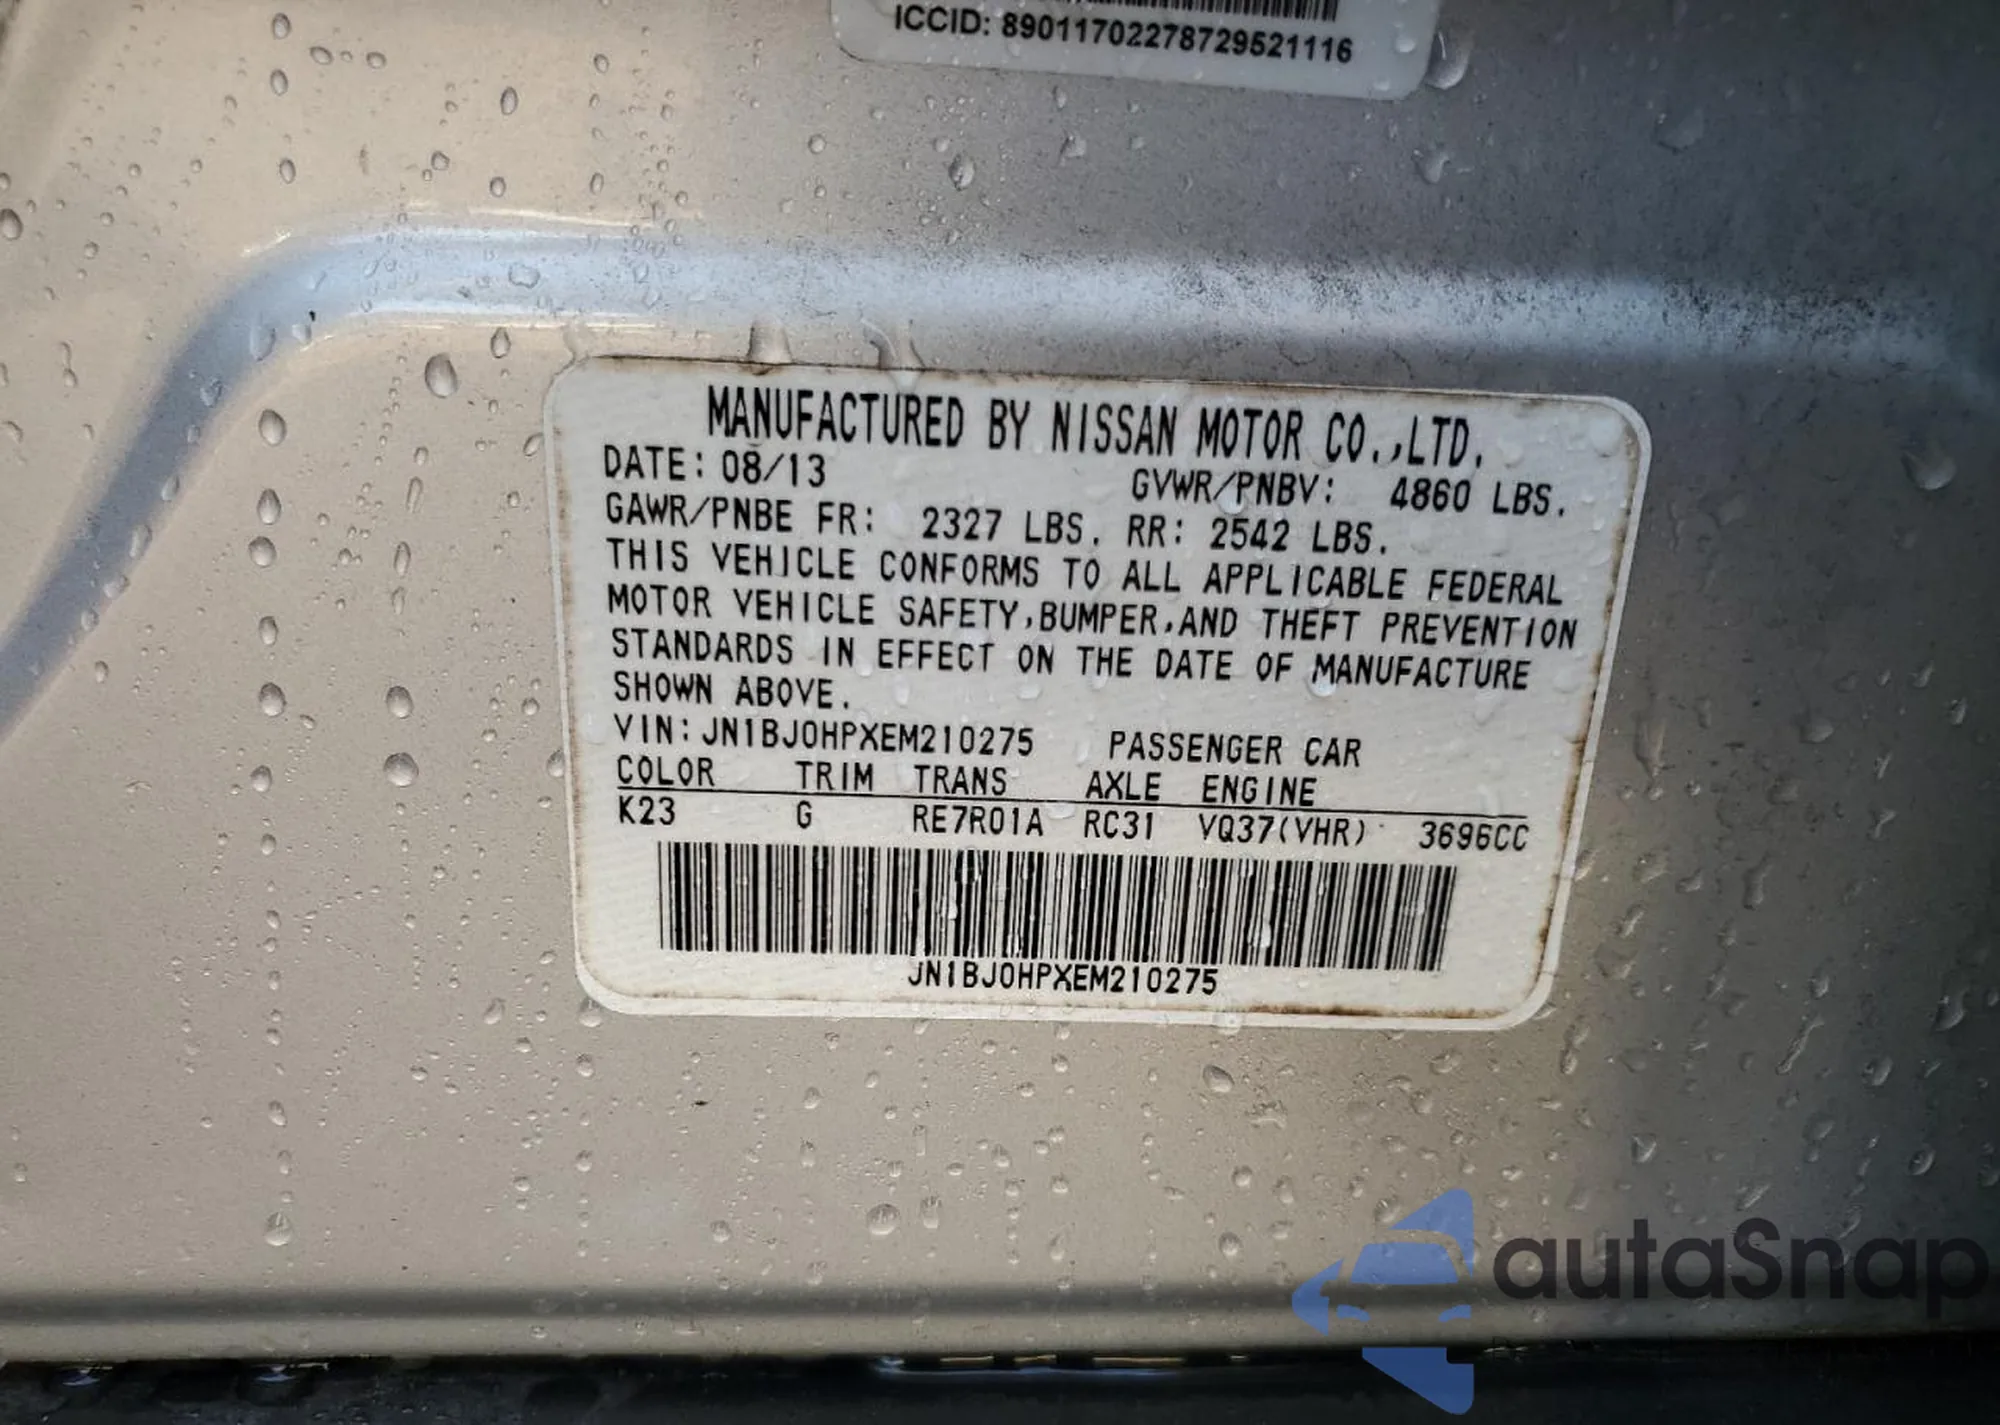 ICCID: 89011702278729521116
MANUFACTURED BY NISSAN MOTOR CO.,LTD.
DATE: 08/13 GVWR/PNBV: 4860 LBS.
GAWR/PNBE FR: 2327 LBS. RR: 2542 LBS.
THIS VEHICLE CONFORMS TO ALL APPLICABLE FEDERAL
MOTOR VEHICLE SAFETY,BUMPER,AND THEFT PREVENTION
STANDARDS IN EFFECT ON THE DATE OF MANUFACTURE
SHOWN ABOVE.
VIN: JN1BJ0HPXEM210275 PASSENGER CAR
COLOR TRIM TRANS AXLE ENGINE
K23 G RE7R01A RC31 VQ37(VHR) 3696CC
JN1BJ0HPXEM210275
autaSnap